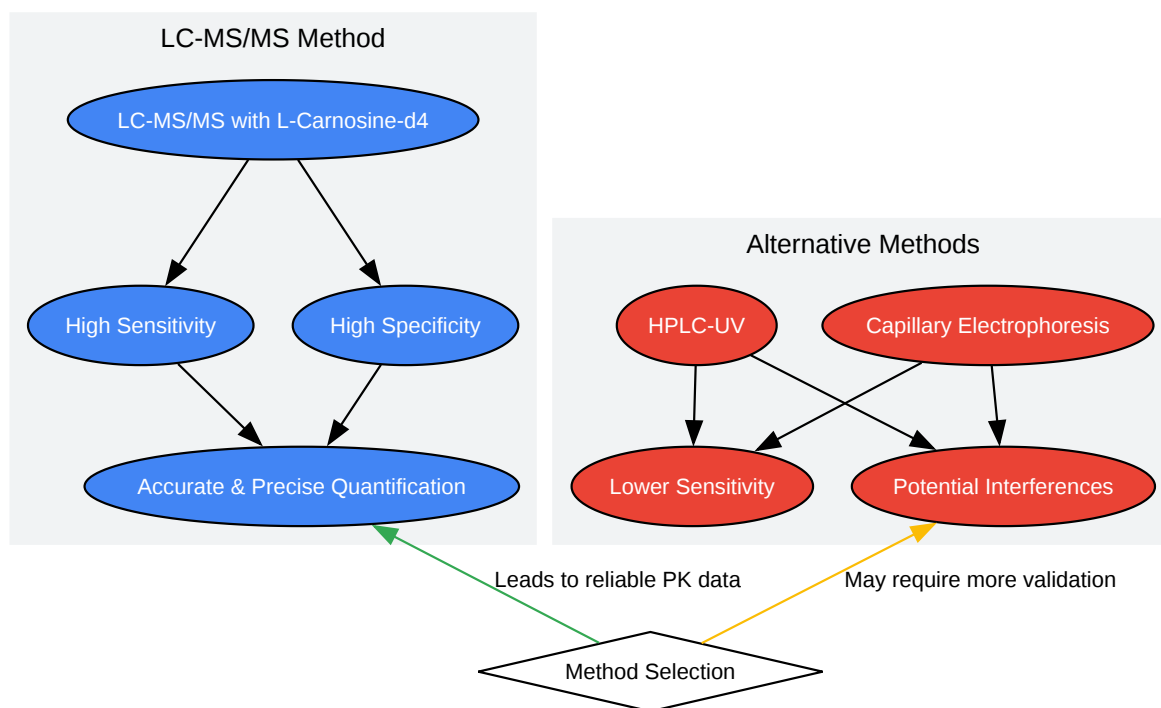 LC-MS/MS Method
LC-MS/MS with L-Carnosine-d4
High Sensitivity
High Specificity
Accurate & Precise Quantification
Alternative Methods
HPLC-UV
Capillary Electrophoresis
Lower Sensitivity
Potential Interferences
Leads to reliable PK data
May require more validation
Method Selection